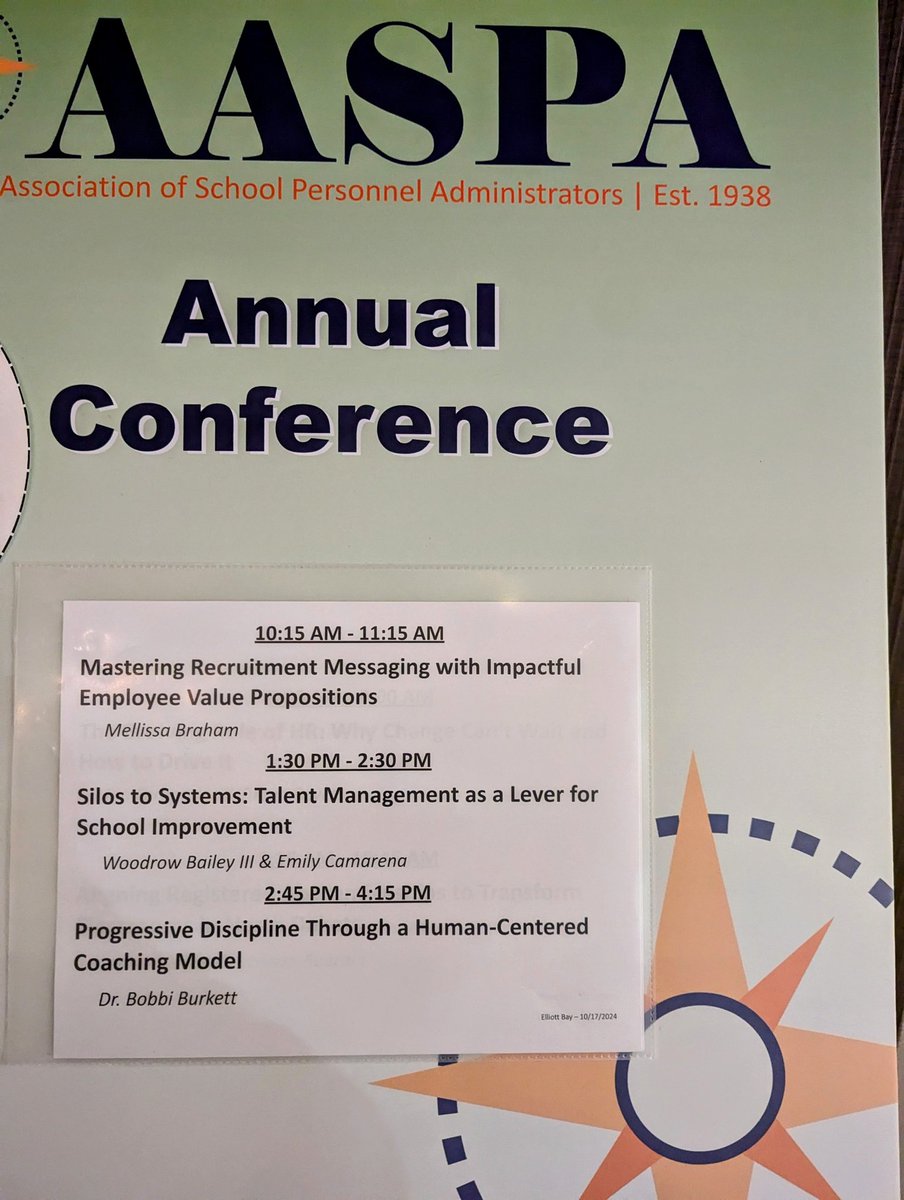 AASPA
Association of School Personnel Administrators | Est. 1938
Annual
Conference
10:15 AM - 11:15 AM
Mastering Recruitment Messaging with Impactful
Employee Value Propositions
Mellissa Braham
1:30 PM - 2:30 PM
Silos to Systems: Talent Management as a Lever for
School Improvement
Woodrow Bailey III & Emily Camarena
2:45 PM - 4:15 PM
Progressive Discipline Through a Human-Centered
Coaching Model
Dr. Bobbi Burkett
Elliott Bay – 10/17/2024